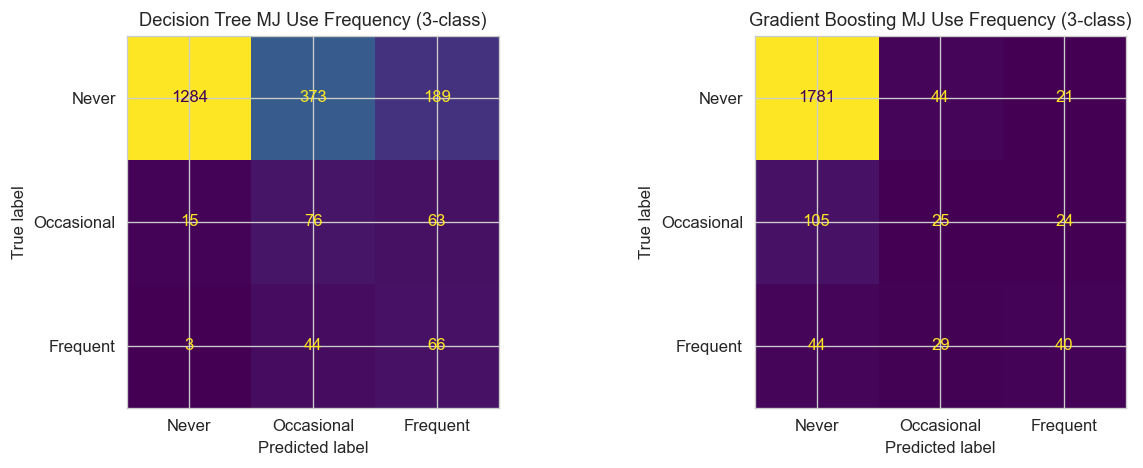 Decision Tree MJ Use Frequency (3-class)
True label
Never
Occasional
Frequent
1284 373 189
15 76 63
3 44 66
Never Occasional Frequent
Predicted label
Gradient Boosting MJ Use Frequency (3-class)
True label
Never
Occasional
Frequent
1781 44 21
105 25 24
44 29 40
Never Occasional Frequent
Predicted label